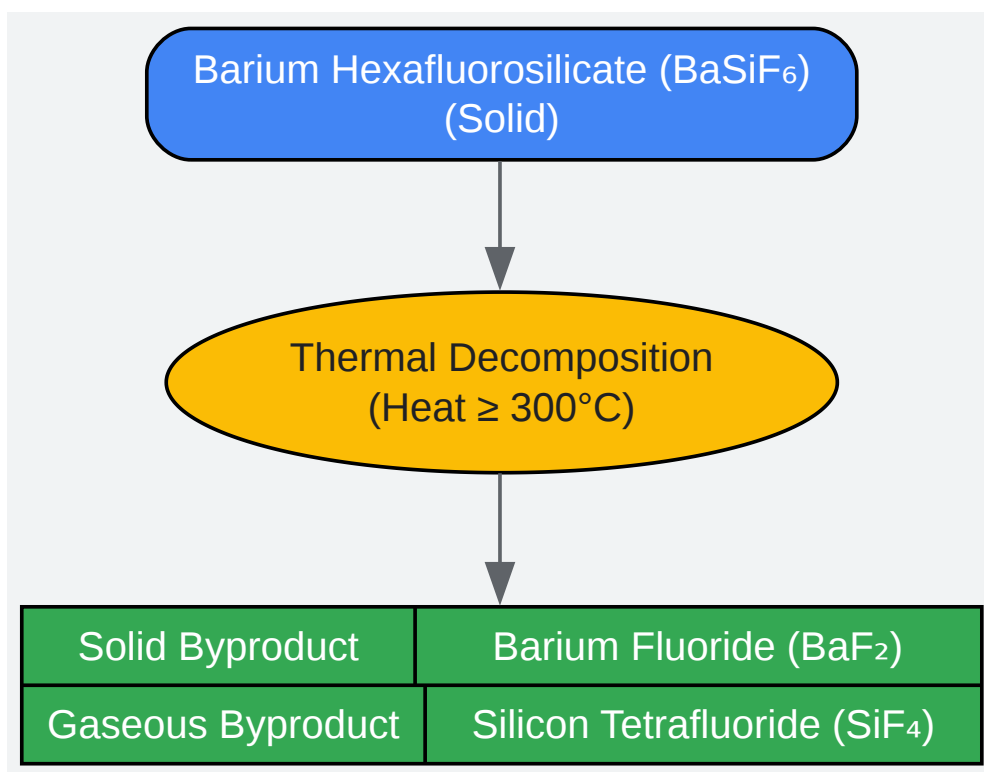 Barium Hexafluorosilicate (BaSiF₆)
(Solid)
Thermal Decomposition
(Heat ≥ 300°C)
Solid Byproduct Barium Fluoride (BaF₂)
Gaseous Byproduct Silicon Tetrafluoride (SiF₄)